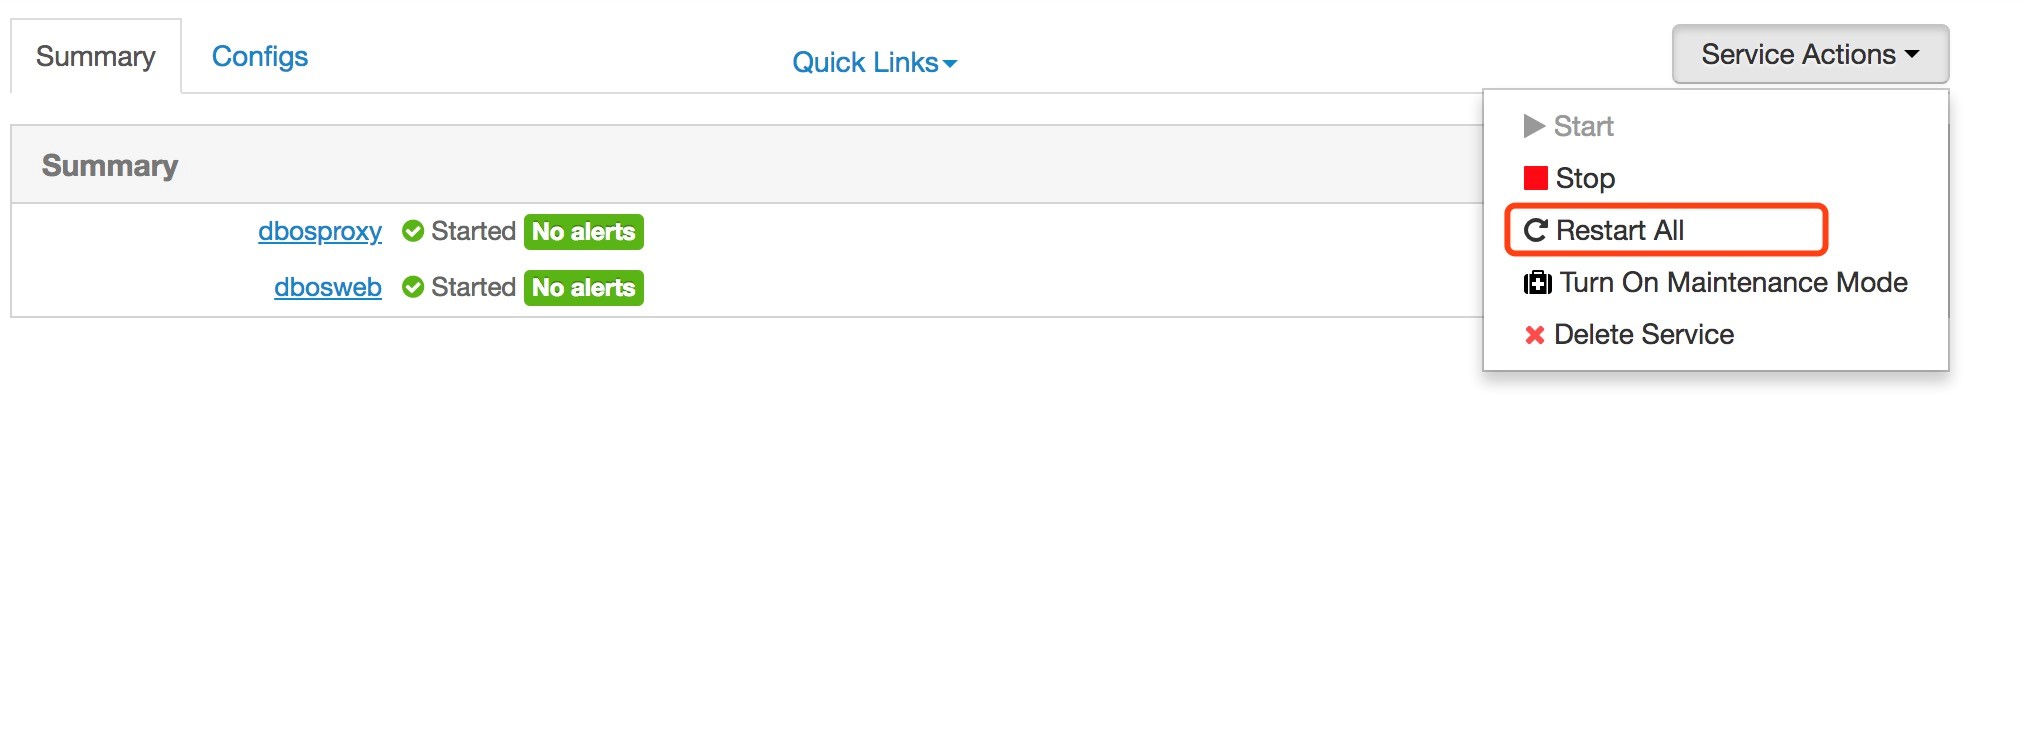 Summary
Configs
Quick Links
Service Actions
Start
Stop
Restart All
Turn On Maintenance Mode
Delete Service
Summary
dbosproxy Started No alerts
dbosweb Started No alerts